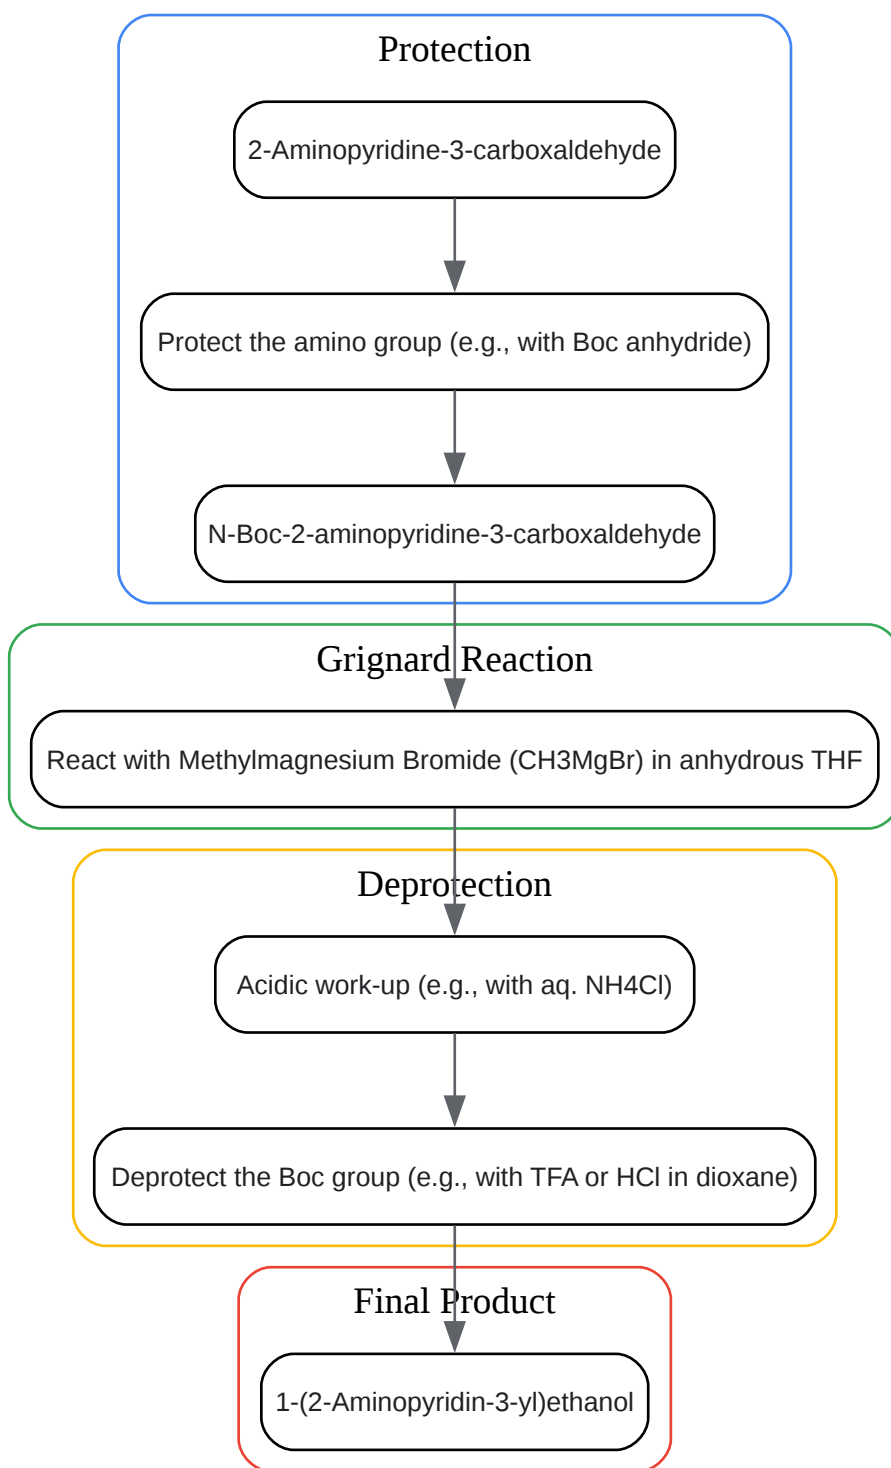 Protection
2-Aminopyridine-3-carboxaldehyde
Protect the amino group (e.g., with Boc anhydride)
N-Boc-2-aminopyridine-3-carboxaldehyde
Grignard Reaction
React with Methylmagnesium Bromide (CH3MgBr) in anhydrous THF
Deprotection
Acidic work-up (e.g., with aq. NH4Cl)
Deprotect the Boc group (e.g., with TFA or HCl in dioxane)
Final Product
1-(2-Aminopyridin-3-yl)ethanol